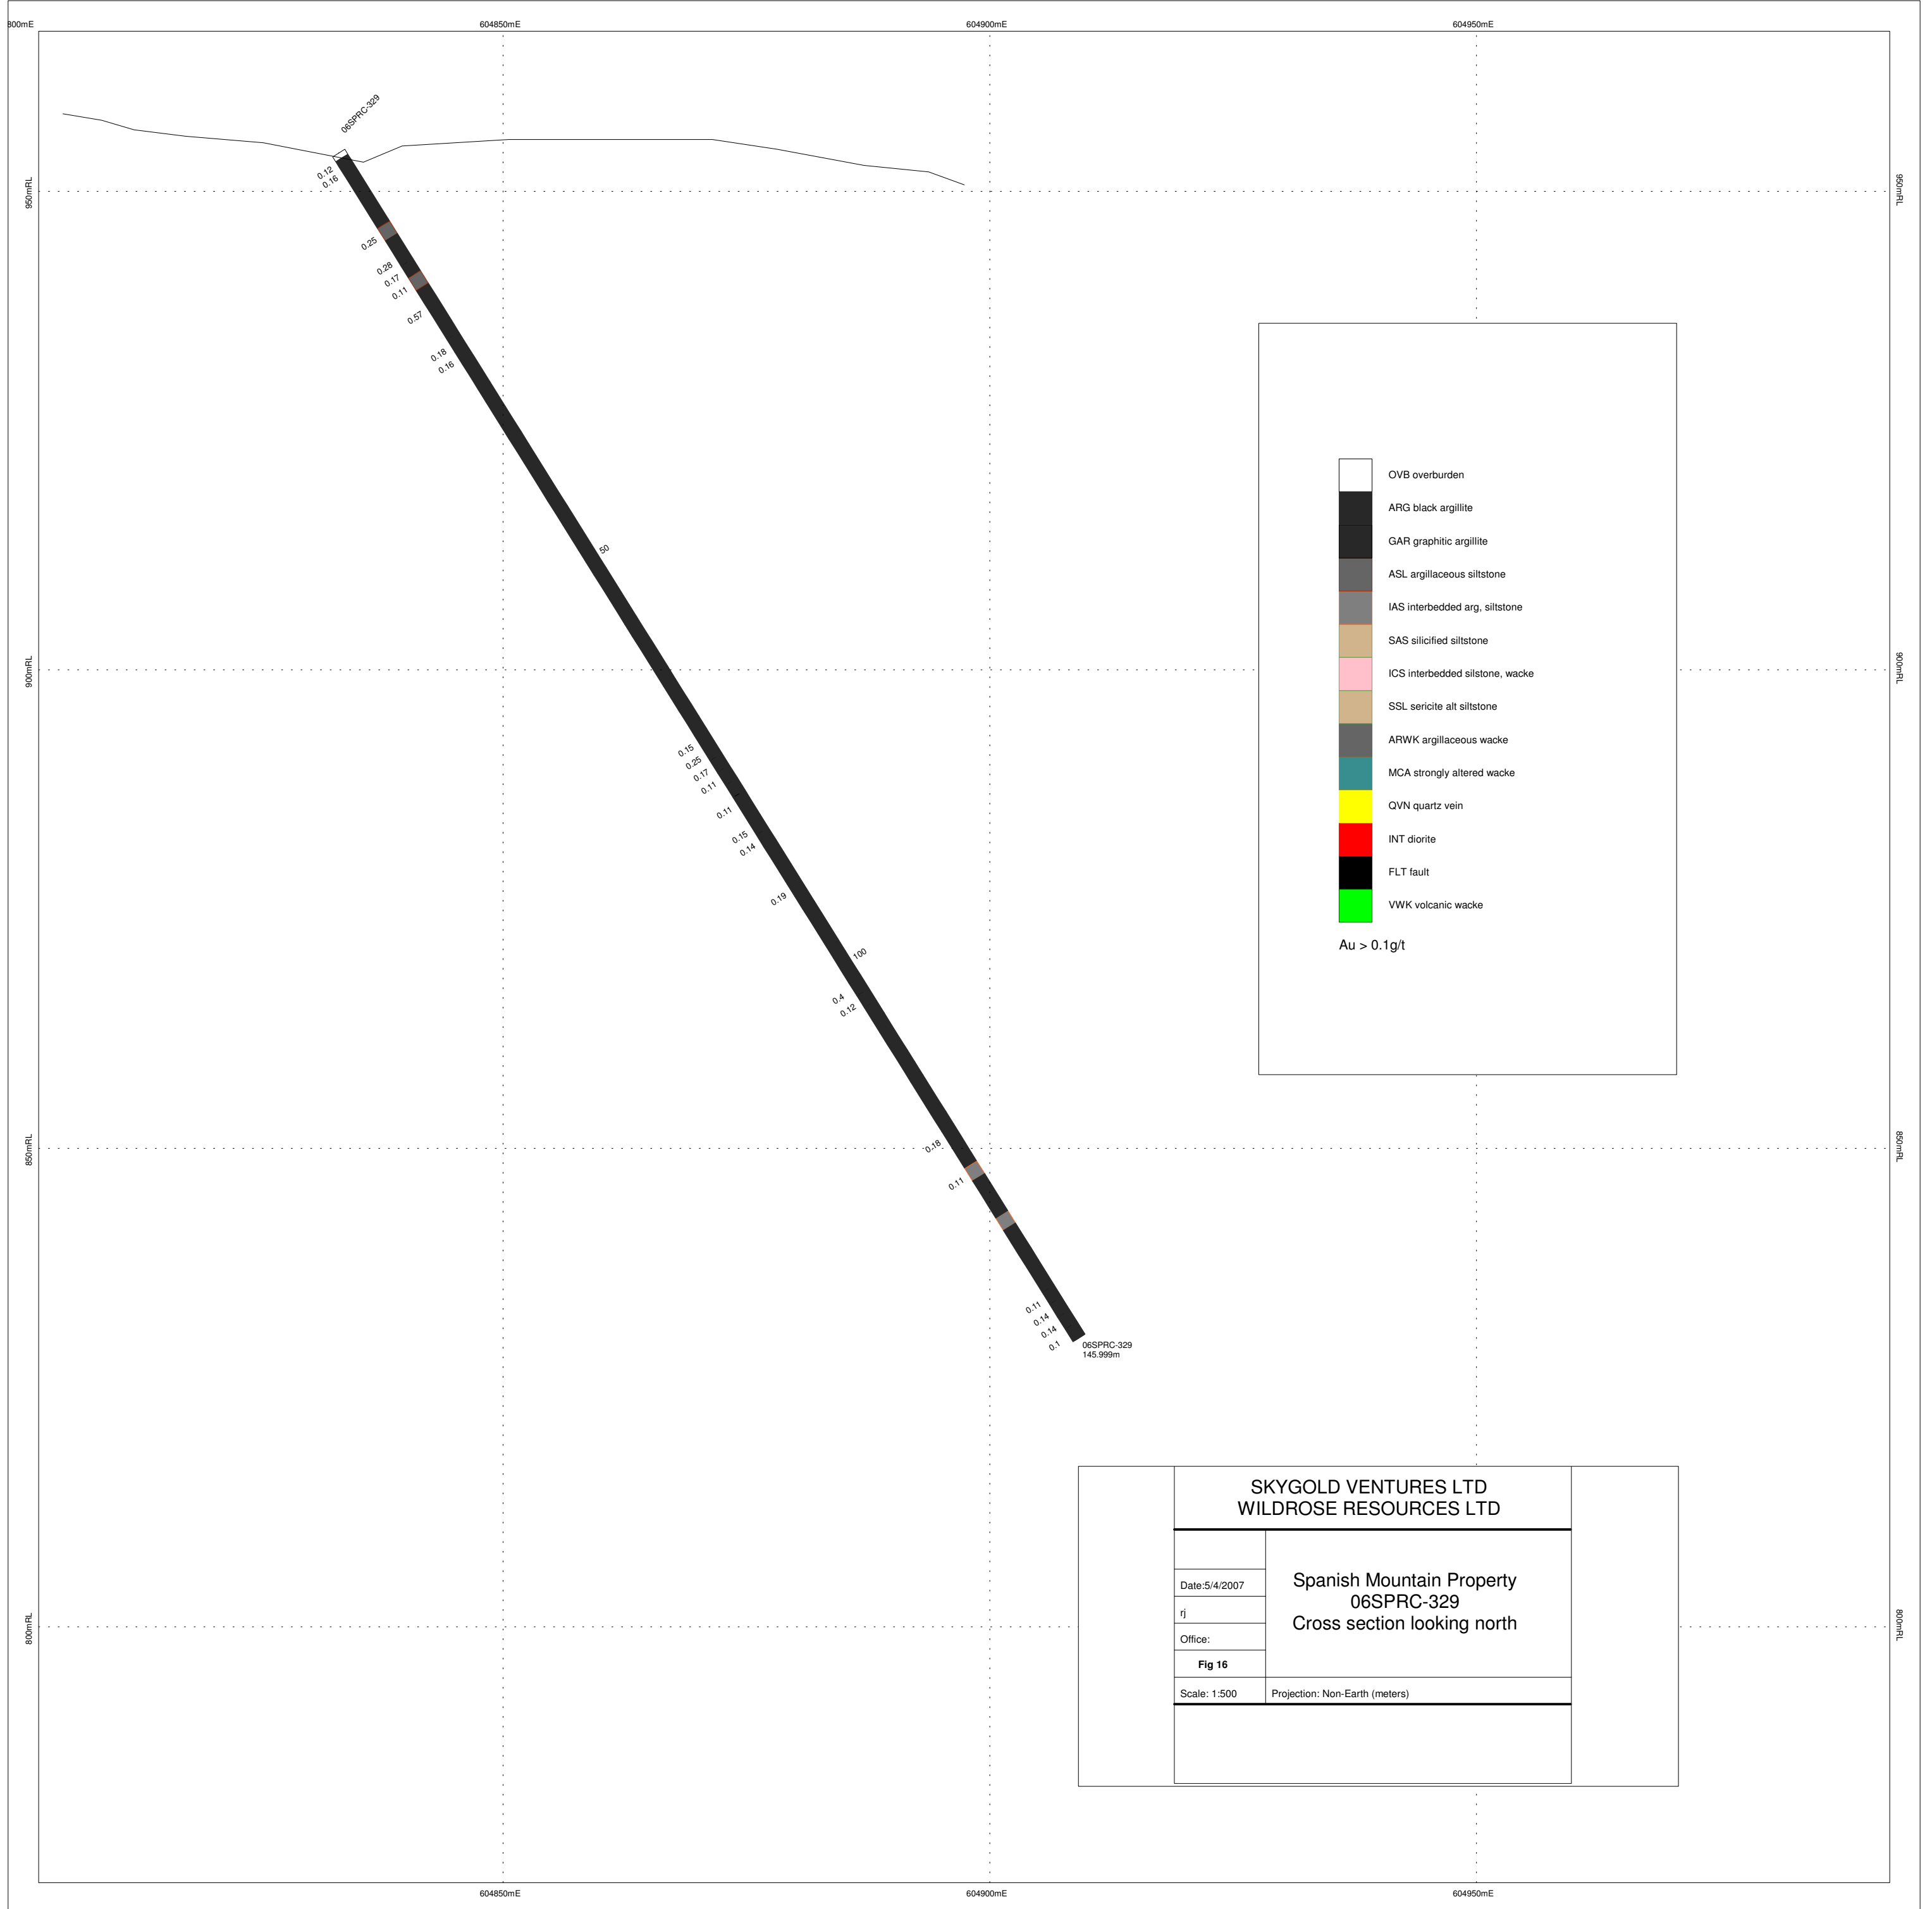 800mE
604850mE
604900mE
604950mE
06SPRC-329
950mRL
950mRL
0.12
0.16
0.25
0.28
0.17
0.11
0.57
0.18
0.16
50
900mRL
900mRL
0.15
0.25
0.17
0.11
0.11
0.15
0.14
0.19
100
0.4
0.12
850mRL
850mRL
0.18
0.11
0.11
0.14
0.14
0.1
06SPRC-329
145.999m
OVB overburden
ARG black argillite
GAR graphitic argillite
ASL argillaceous siltstone
IAS interbedded arg, siltstone
SAS silicified siltstone
ICS interbedded silstone, wacke
SSL sericite alt siltstone
ARWK argillaceous wacke
MCA strongly altered wacke
QVN quartz vein
INT diorite
FLT fault
VWK volcanic wacke
Au > 0.1g/t
SKYGOLD VENTURES LTD
WILDROSE RESOURCES LTD
Date:5/4/2007
rj
Office:
Fig 16
Scale: 1:500
Spanish Mountain Property
06SPRC-329
Cross section looking north
Projection: Non-Earth (meters)
800mRL
800mRL
604850mE
604900mE
604950mE